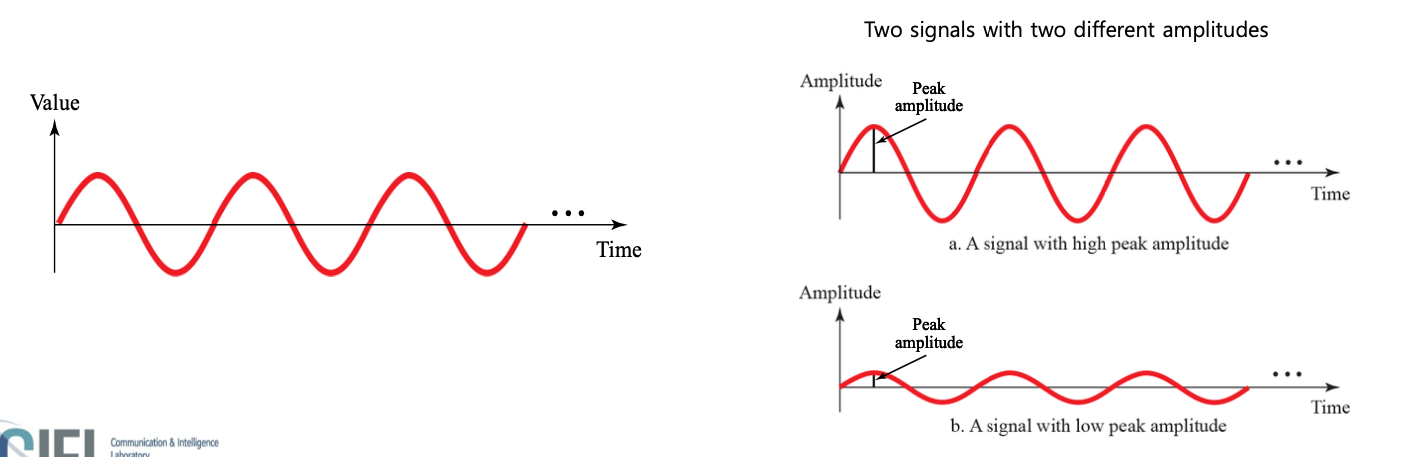 Two signals with two different amplitudes
Value
• • •
Time
Amplitude
Peak
amplitude
• • •
Time
a. A signal with high peak amplitude
Amplitude
Peak
amplitude
• • •
Time
b. A signal with low peak amplitude
Communication & Intelligence
Laboratory